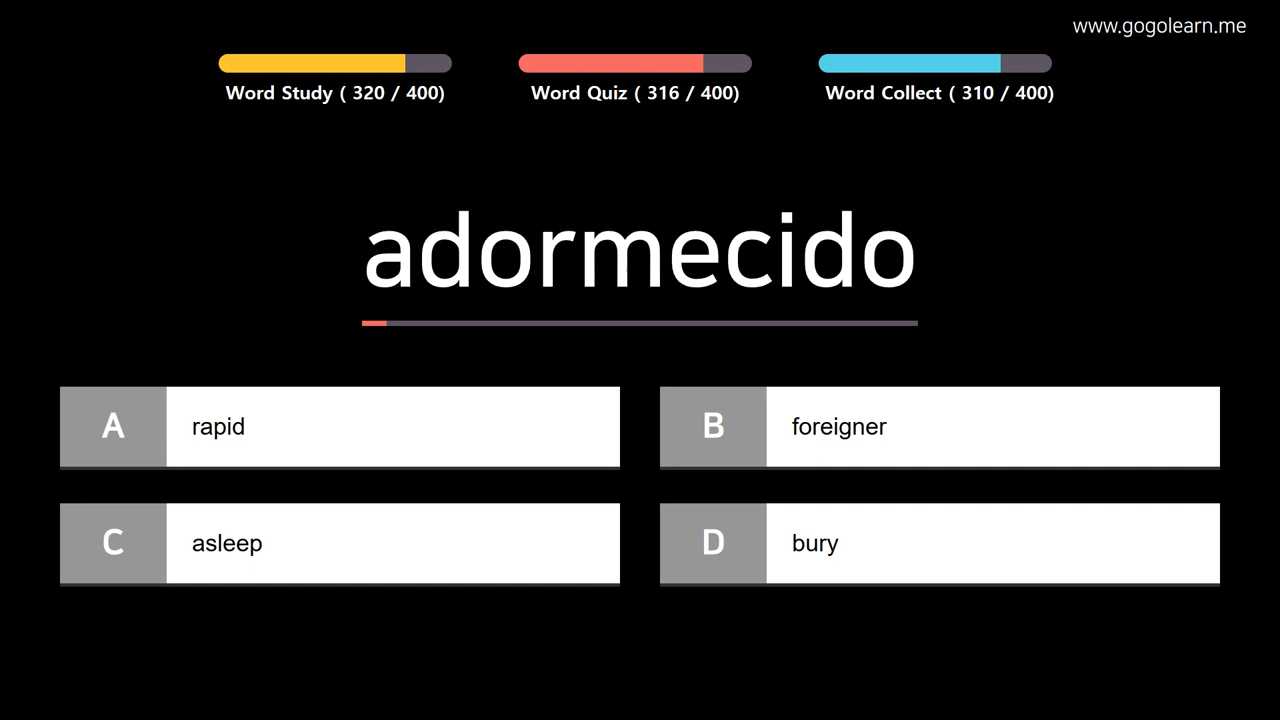 www.gogolearn.me
Word Study ( 320 / 400)
Word Quiz ( 316 / 400)
Word Collect ( 310 / 400)
adormecido
A
rapid
B
foreigner
C
asleep
D
bury